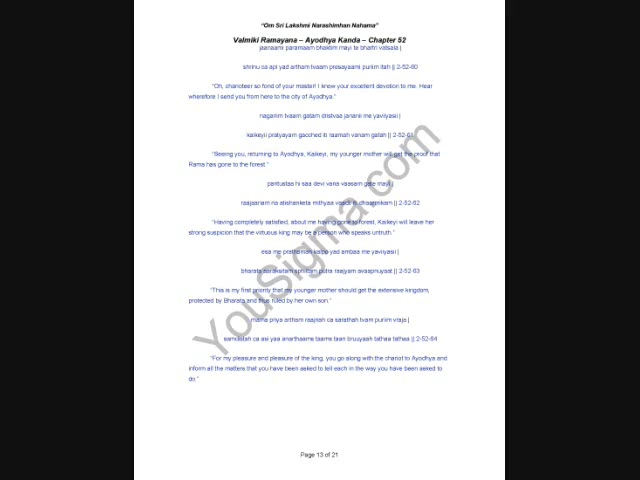 "Om Sri Lakshmi Narashimhan Nahama"
Valmiki Ramayana – Ayodhya Kanda – Chapter 52
jaanaami paramaam bhaktim mayi te bhartri vatsala |
shrinu ca api yad artham tvaam presayaami puriim itah || 2-52-60
"Oh, charioteer so fond of your master! I know your excellent devotion to me. Hear
wherefore I send you from here to the city of Ayodhya."
nagariim tvaam gatam dristvaa jananii me yaviiyasii |
kaikeyii pratyayam gacched iti raamah vanam gatah || 2-52-61
"Seeing you, returning to Ayodhya, Kaikeyi, my younger mother will get the proof that
Rama has gone to the forest."
paritustaa hi saa devi vana vaasam gate mayi |
raajaanam na atishanketa mithyaa vaadii iti dhaarmikam || 2-52-62
"Having completely satisfied, about me having gone to forest, Kaikeyi will leave her
strong suspicion that the virtuous king may be a person who speaks untruth."
esa me prathamah kalpo yad ambaa me yaviiyasii |
bharata aarakshitam sphiitam putra raajyam avaapnuyaat || 2-52-63
"This is my first priority that my younger mother should get the extensive kingdom,
protected by Bharata and thus ruled by her own son."
mama priya artham raajnah ca sarathah tvam puriim vraja |
samdistah ca asi yaa anarthaams taams taan bruuyaah tathaa tathaa || 2-52-64
"For my pleasure and pleasure of the king, you go along with the chariot to Ayodhya and
inform all the matters that you have been asked to tell each in the way you have been asked to
do."
YouSigma.com
Page 13 of 21